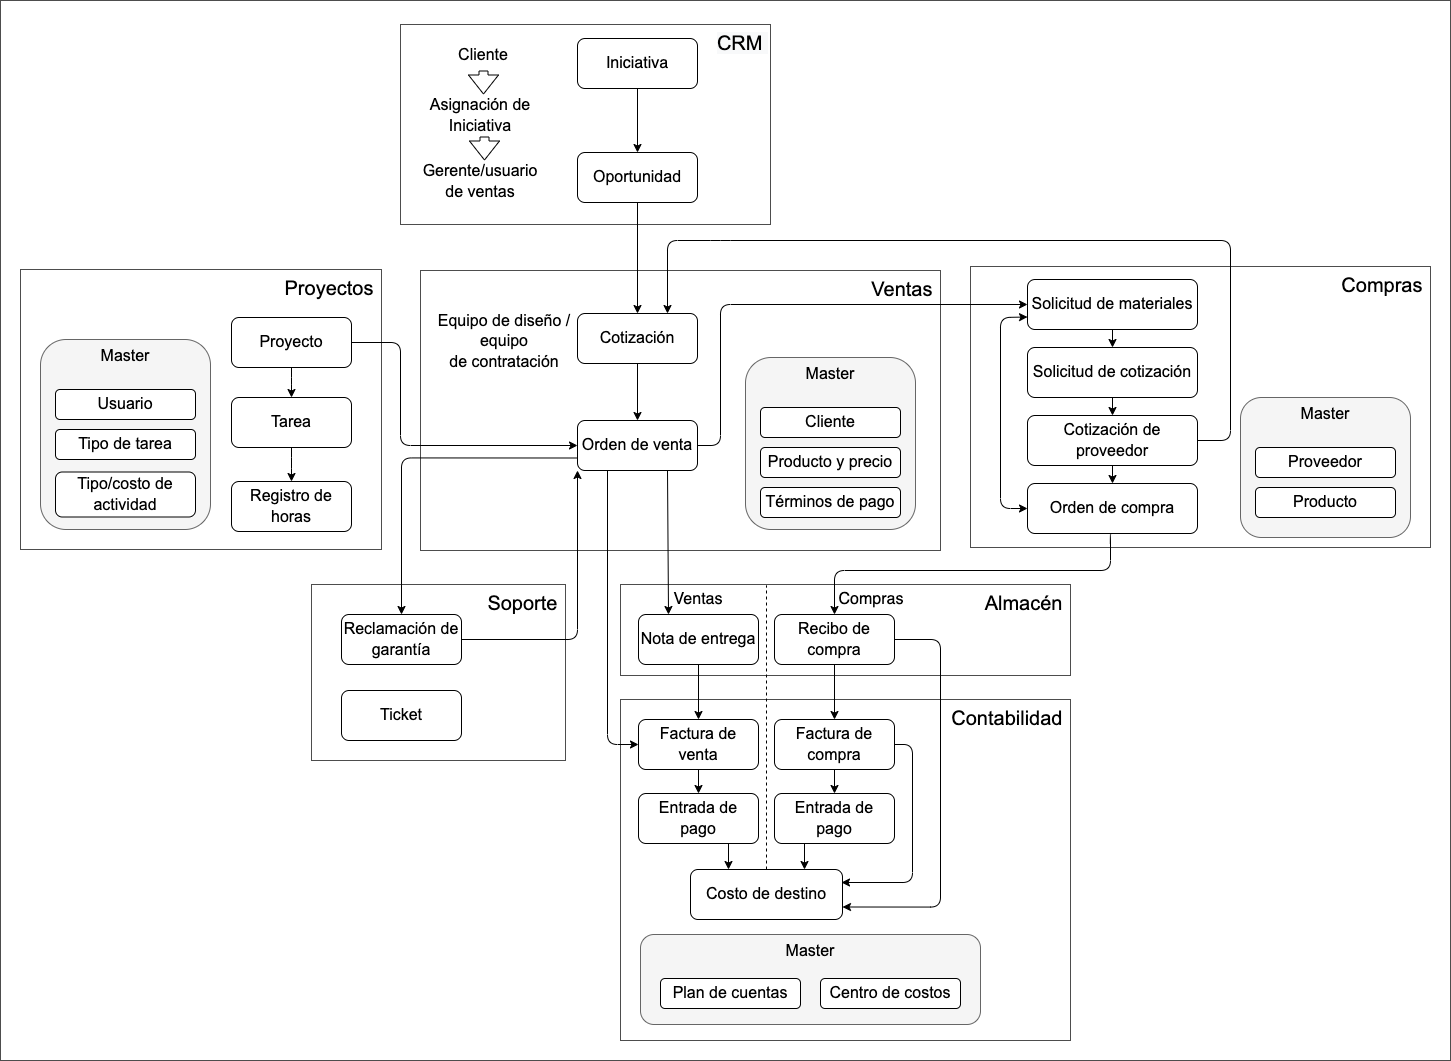 CRM
Cliente
Asignación de
Iniciativa
Gerente/usuario
de ventas
Iniciativa
Oportunidad
Proyectos
Master
Usuario
Tipo de tarea
Tipo/costo de
actividad
Proyecto
Tarea
Registro de
horas
Ventas
Equipo de diseño /
equipo
de contratación
Cotización
Orden de venta
Master
Cliente
Producto y precio
Términos de pago
Compras
Solicitud de materiales
Solicitud de cotización
Cotización de
proveedor
Orden de compra
Master
Proveedor
Producto
Soporte
Reclamación de
garantía
Ticket
Almacén
Ventas
Nota de entrega
Compras
Recibo de
compra
Contabilidad
Factura de
venta
Entrada de
pago
Factura de
compra
Entrada de
pago
Costo de destino
Master
Plan de cuentas
Centro de costos